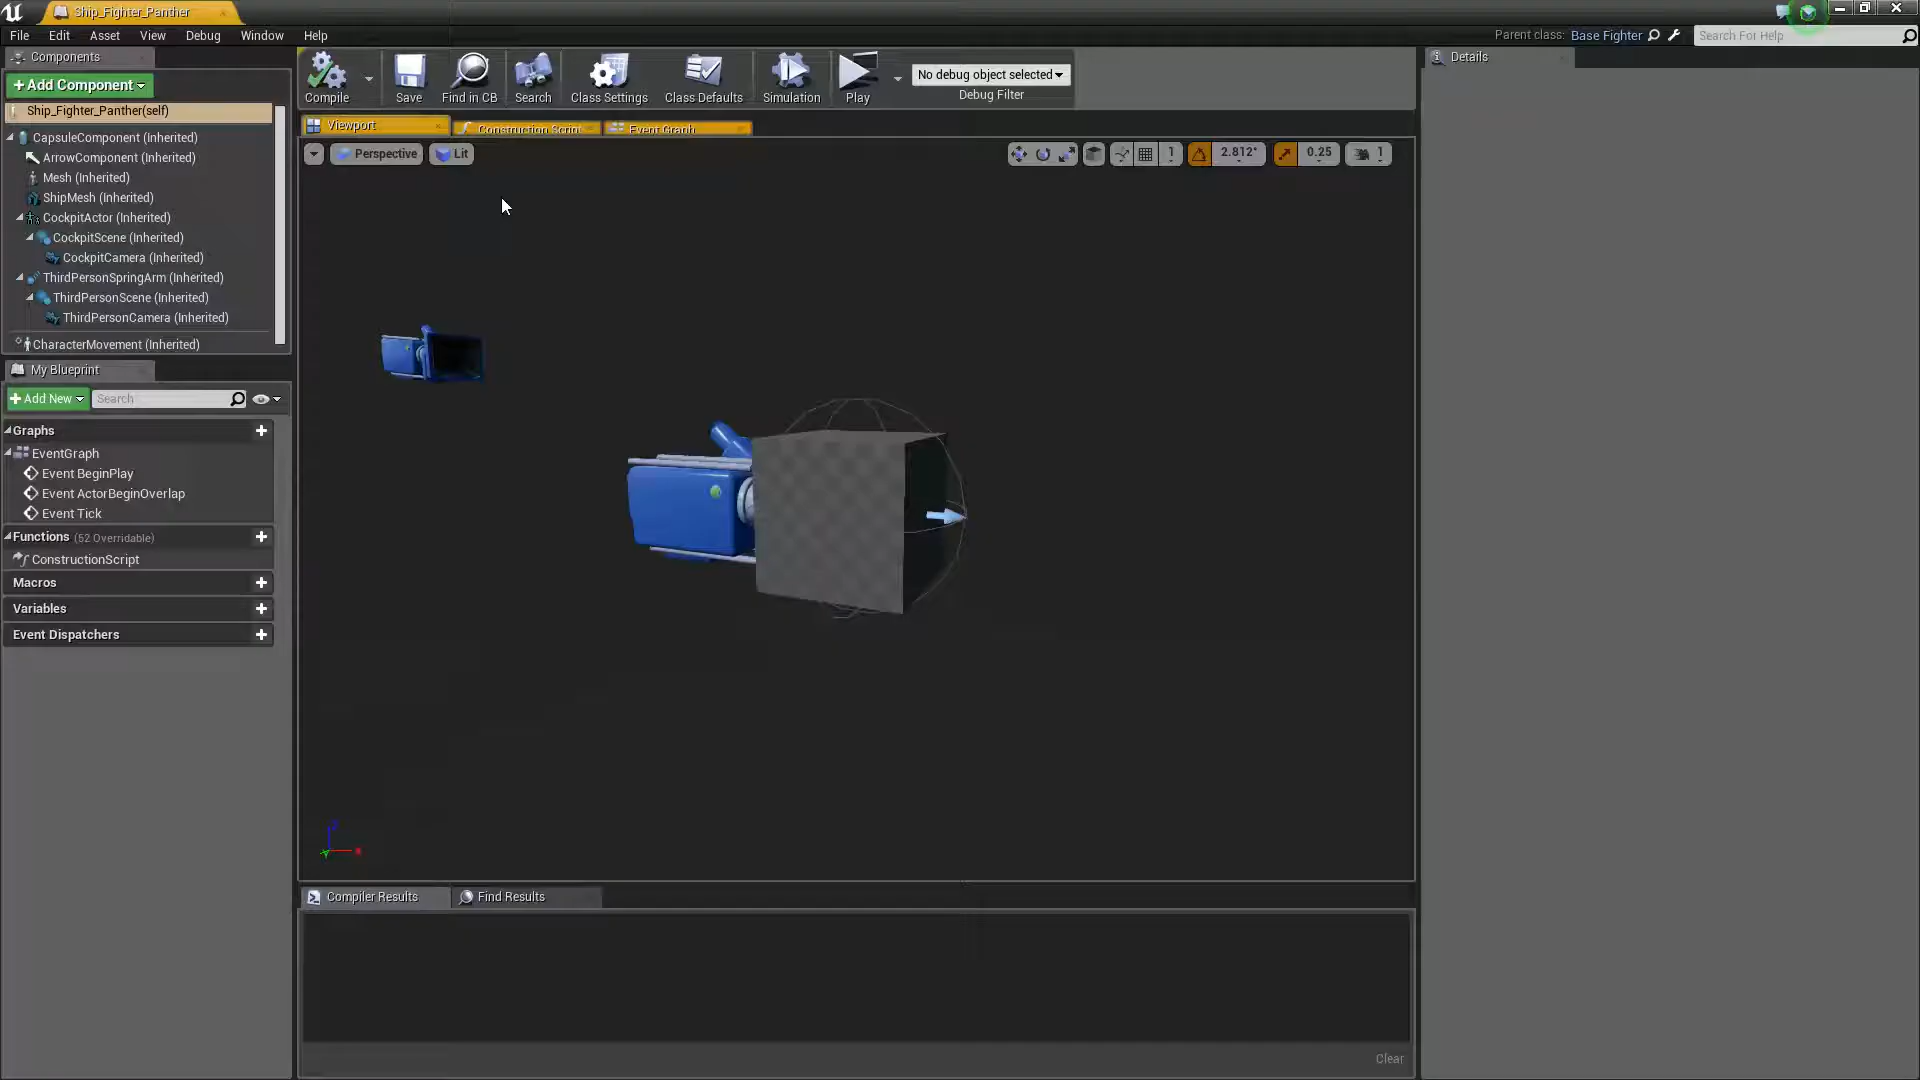 Ship_Fighter_Panther
File Edit Asset View Debug Window Help
Parent class: Base Fighter
Search For Help
Components
+Add Component
Ship_Fighter_Panther(self)
CapsuleComponent (Inherited)
ArrowComponent (Inherited)
Mesh (Inherited)
ShipMesh (Inherited)
CockpitActor (Inherited)
CockpitScene (Inherited)
CockpitCamera (Inherited)
ThirdPersonSpringArm (Inherited)
ThirdPersonScene (Inherited)
ThirdPersonCamera (Inherited)
CharacterMovement (Inherited)
My Blueprint
+Add New
Search
Graphs
EventGraph
Event BeginPlay
Event ActorBeginOverlap
Event Tick
Functions (52 Overridable)
ConstructionScript
Macros
Variables
Event Dispatchers
Compile
Save
Find in CB
Search
Class Settings
Class Defaults
Simulation
Play
No debug object selected
Debug Filter
Viewport
Construction Script
Event Graph
Perspective
Lit
1
2.812°
0.25
1
Compiler Results
Find Results
Clear
Details